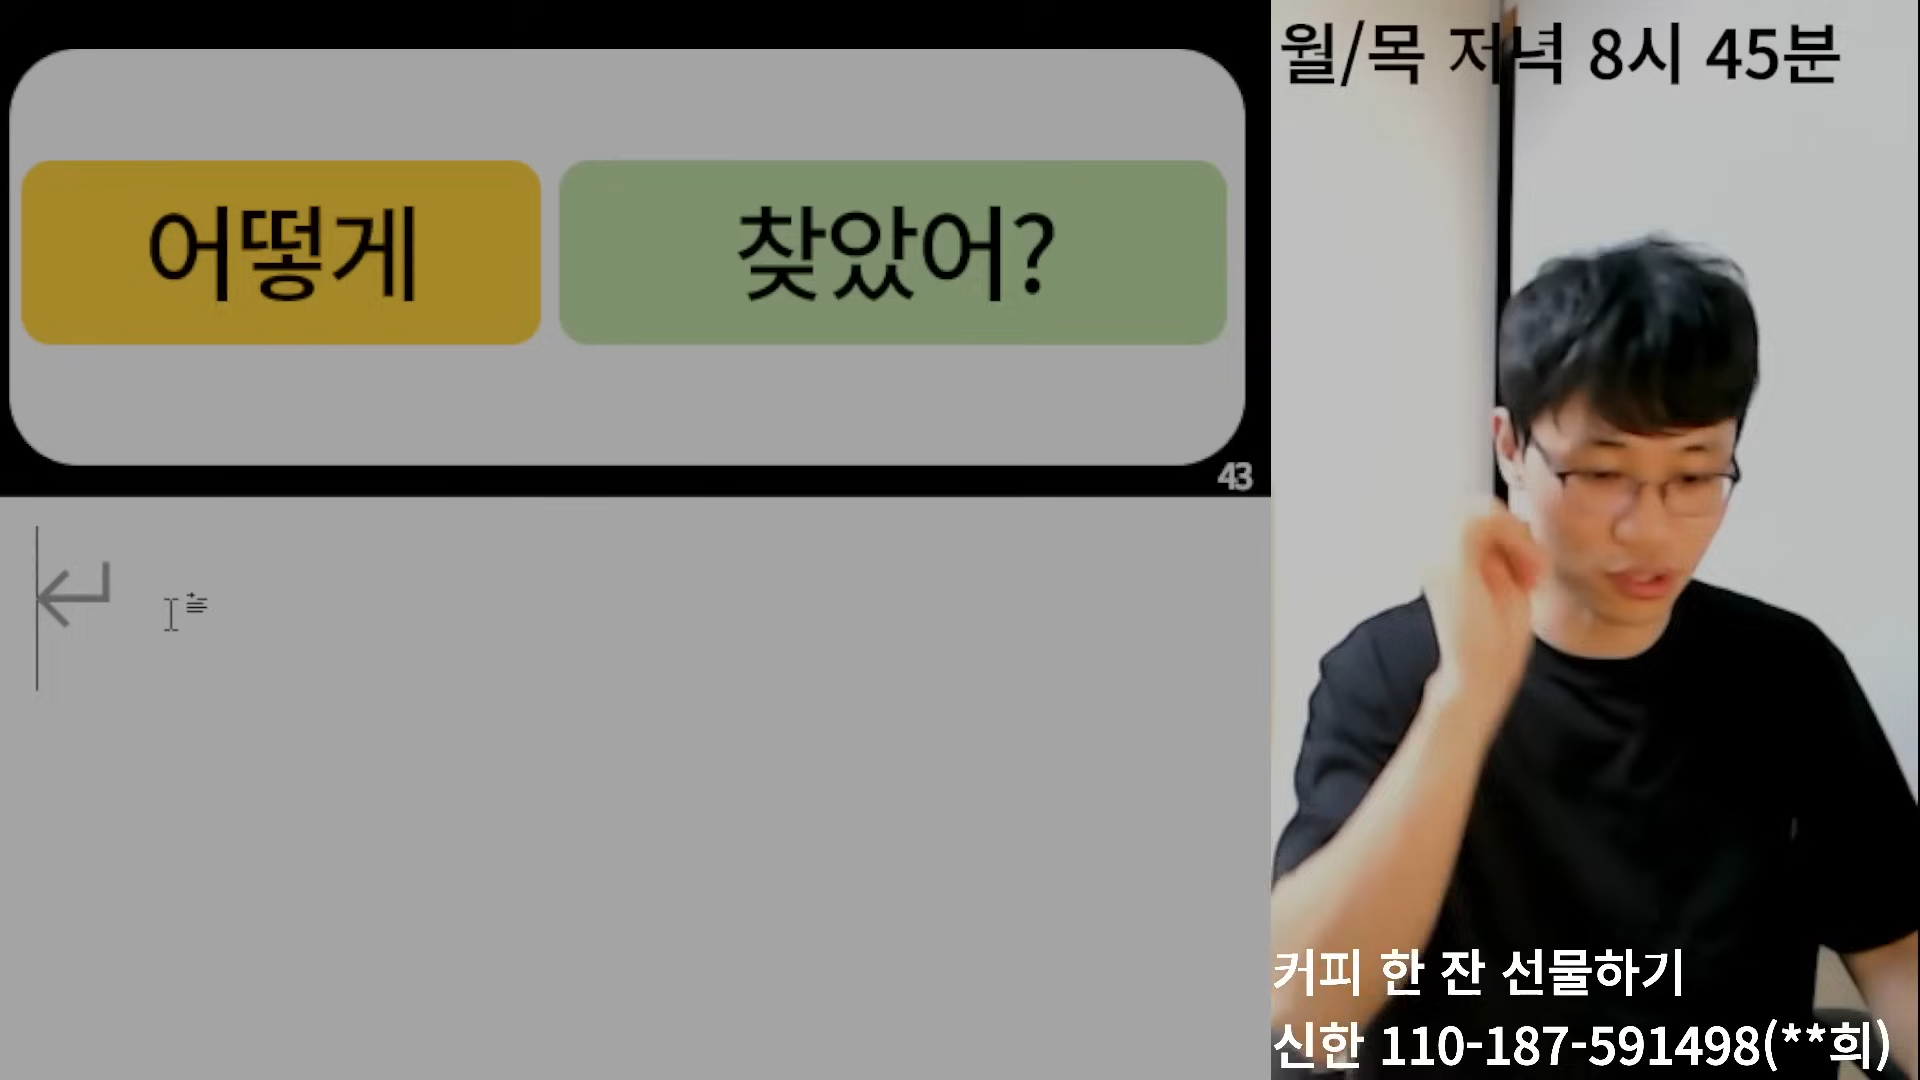 어떻게 찾았어?
43
월/목 저녁 8시 45분
커피 한 잔 선물하기
신한 110-187-591498(**희)